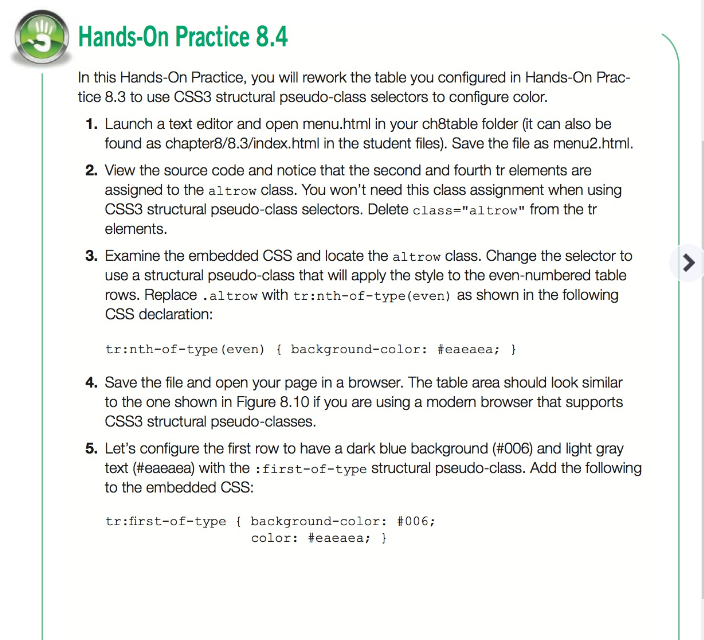 Hands-On Practice 8.4
In this Hands-On Practice, you will rework the table you configured in Hands-On Prac-
tice 8.3 to use CSS3 structural pseudo-class selectors to configure color.
1. Launch a text editor and open menu.html in your ch8table folder (it can also be
found as chapter8/8.3/index.html in the student files). Save the file as menu2.html.
2. View the source code and notice that the second and fourth tr elements are
assigned to the altrow class. You won't need this class assignment when using
CSS3 structural pseudo-class selectors. Delete class="altrow" from the tr
elements.
3. Examine the embedded CSS and locate the altrow class. Change the selector to
use a structural pseudo-class that will apply the style to the even-numbered table
rows. Replace .altrow with tr:nth-of-type(even) as shown in the following
CSS declaration:
tr:nth-of-type(even) { background-color: #eaeaea; }
4. Save the file and open your page in a browser. The table area should look similar
to the one shown in Figure 8.10 if you are using a modern browser that supports
CSS3 structural pseudo-classes.
5. Let's configure the first row to have a dark blue background (#006) and light gray
text (#eaeaea) with the :first-of-type structural pseudo-class. Add the following
to the embedded CSS:
tr:first-of-type { background-color: #006;
color: #eaeaea; }